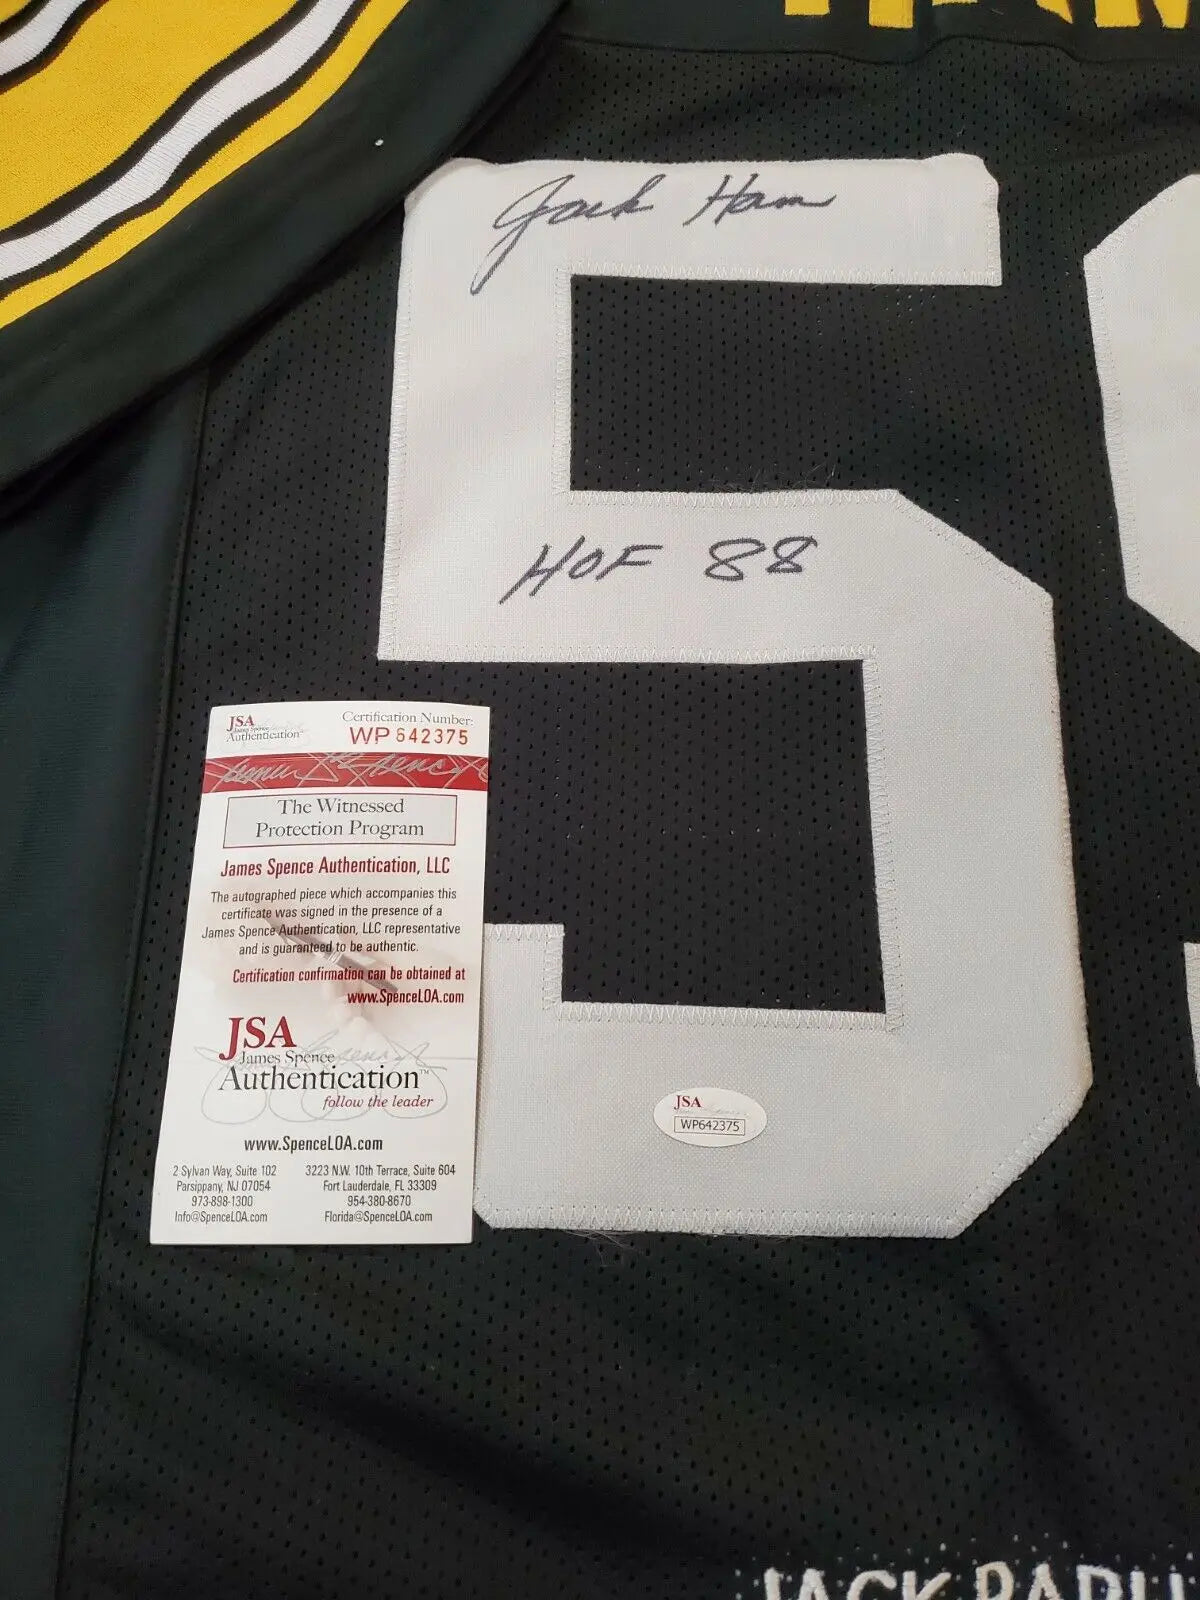 Jack Ham
HOF 88
JSA
James Spence
Authentication™
Certification Number:
WP 642375
The Witnessed
Protection Program
James Spence Authentication, LLC
The autographed piece which accompanies this
certificate was signed in the presence of a
James Spence Authentication, LLC representative
and is guaranteed to be authentic.
Certification confirmation can be obtained at
www.SpenceLOA.com
JSA
James Spence
Authentication™
follow the leader
www.SpenceLOA.com
2 Sylvan Way, Suite 102
Parsippany, NJ 07054
973-898-1300
Info@SpenceLOA.com
3223 N.W. 10th Terrace, Suite 604
Fort Lauderdale, FL 33309
954-380-8670
Florida@SpenceLOA.com
JSA
WP642375
5
JACK